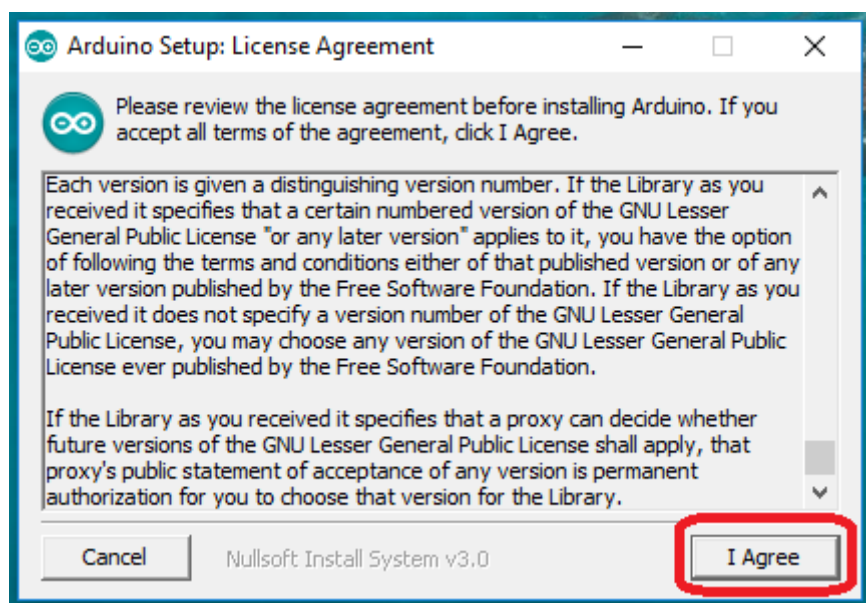 Arduino Setup: License Agreement
Please review the license agreement before installing Arduino. If you
accept all terms of the agreement, click I Agree.
Each version is given a distinguishing version number. If the Library as you
received it specifies that a certain numbered version of the GNU Lesser
General Public License "or any later version" applies to it, you have the option
of following the terms and conditions either of that published version or of any
later version published by the Free Software Foundation. If the Library as you
received it does not specify a version number of the GNU Lesser General
Public License, you may choose any version of the GNU Lesser General Public
License ever published by the Free Software Foundation.
If the Library as you received it specifies that a proxy can decide whether
future versions of the GNU Lesser General Public License shall apply, that
proxy's public statement of acceptance of any version is permanent
authorization for you to choose that version for the Library.
Cancel Nullsoft Install System v3.0 I Agree